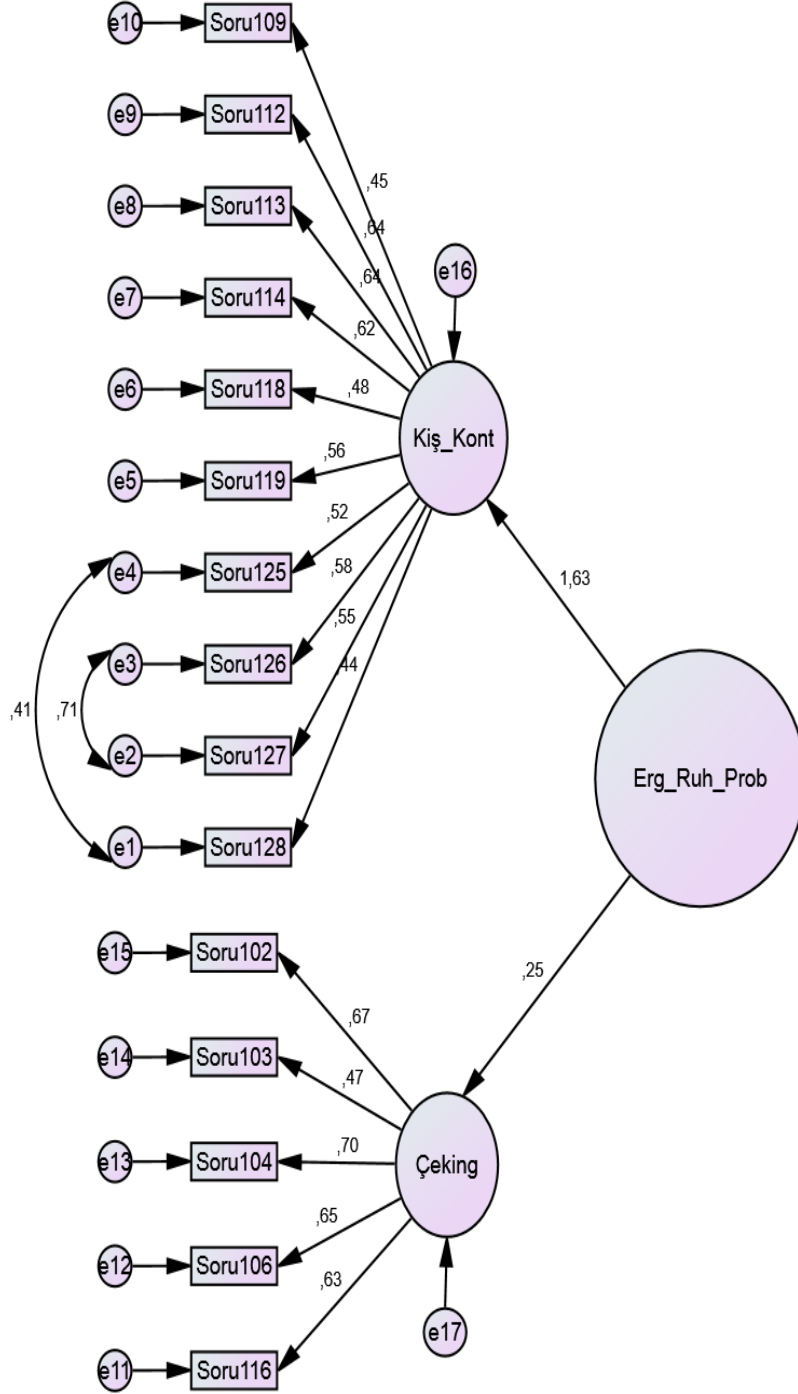 e10 Soru109
e9 Soru112
,45
e8 Soru113
,64
e16
,64
e7 Soru114
,62
e6 Soru118
,48
Kiş_Kont
,56
e5 Soru119
,52
e4 Soru125
,58
1,63
,55
e3 Soru126
,44
,41 ,71
e2 Soru127
Erg_Ruh_Prob
e1 Soru128
e15 Soru102
,25
,67
e14 Soru103
,47
,70
e13 Soru104
Çeking
,65
e12 Soru106
,63
e17
e11 Soru116